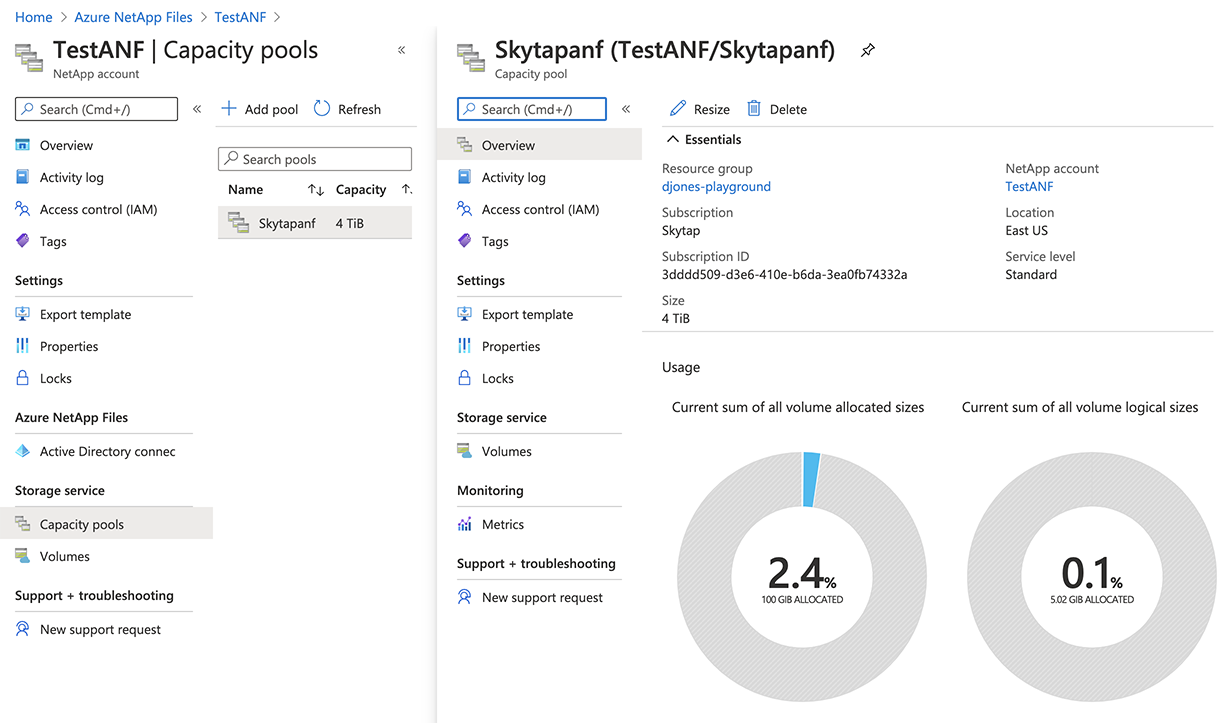 Home > Azure NetApp Files > TestANF >
TestANF | Capacity pools
NetApp account
«
Search (Cmd+/)
«
Overview
Activity log
Access control (IAM)
Tags
Settings
Export template
Properties
Locks
Azure NetApp Files
Active Directory connec
Storage service
Capacity pools
Volumes
Support + troubleshooting
New support request
Add pool
Refresh
Search pools
Name ↑↓ Capacity ↑
Skytapanf 4 TiB
Skytapanf (TestANF/Skytapanf)
Capacity pool
Search (Cmd+/)
«
Overview
Activity log
Access control (IAM)
Tags
Settings
Export template
Properties
Locks
Storage service
Volumes
Monitoring
Metrics
Support + troubleshooting
New support request
Resize Delete
Essentials
Resource group
djones-playground
Subscription
Skytap
Subscription ID
3dddd509-d3e6-410e-b6da-3ea0fb74332a
Size
4 TiB
NetApp account
TestANF
Location
East US
Service level
Standard
Usage
Current sum of all volume allocated sizes
2.4%
100 GIB ALLOCATED
Current sum of all volume logical sizes
0.1%
5.02 GIB ALLOCATED